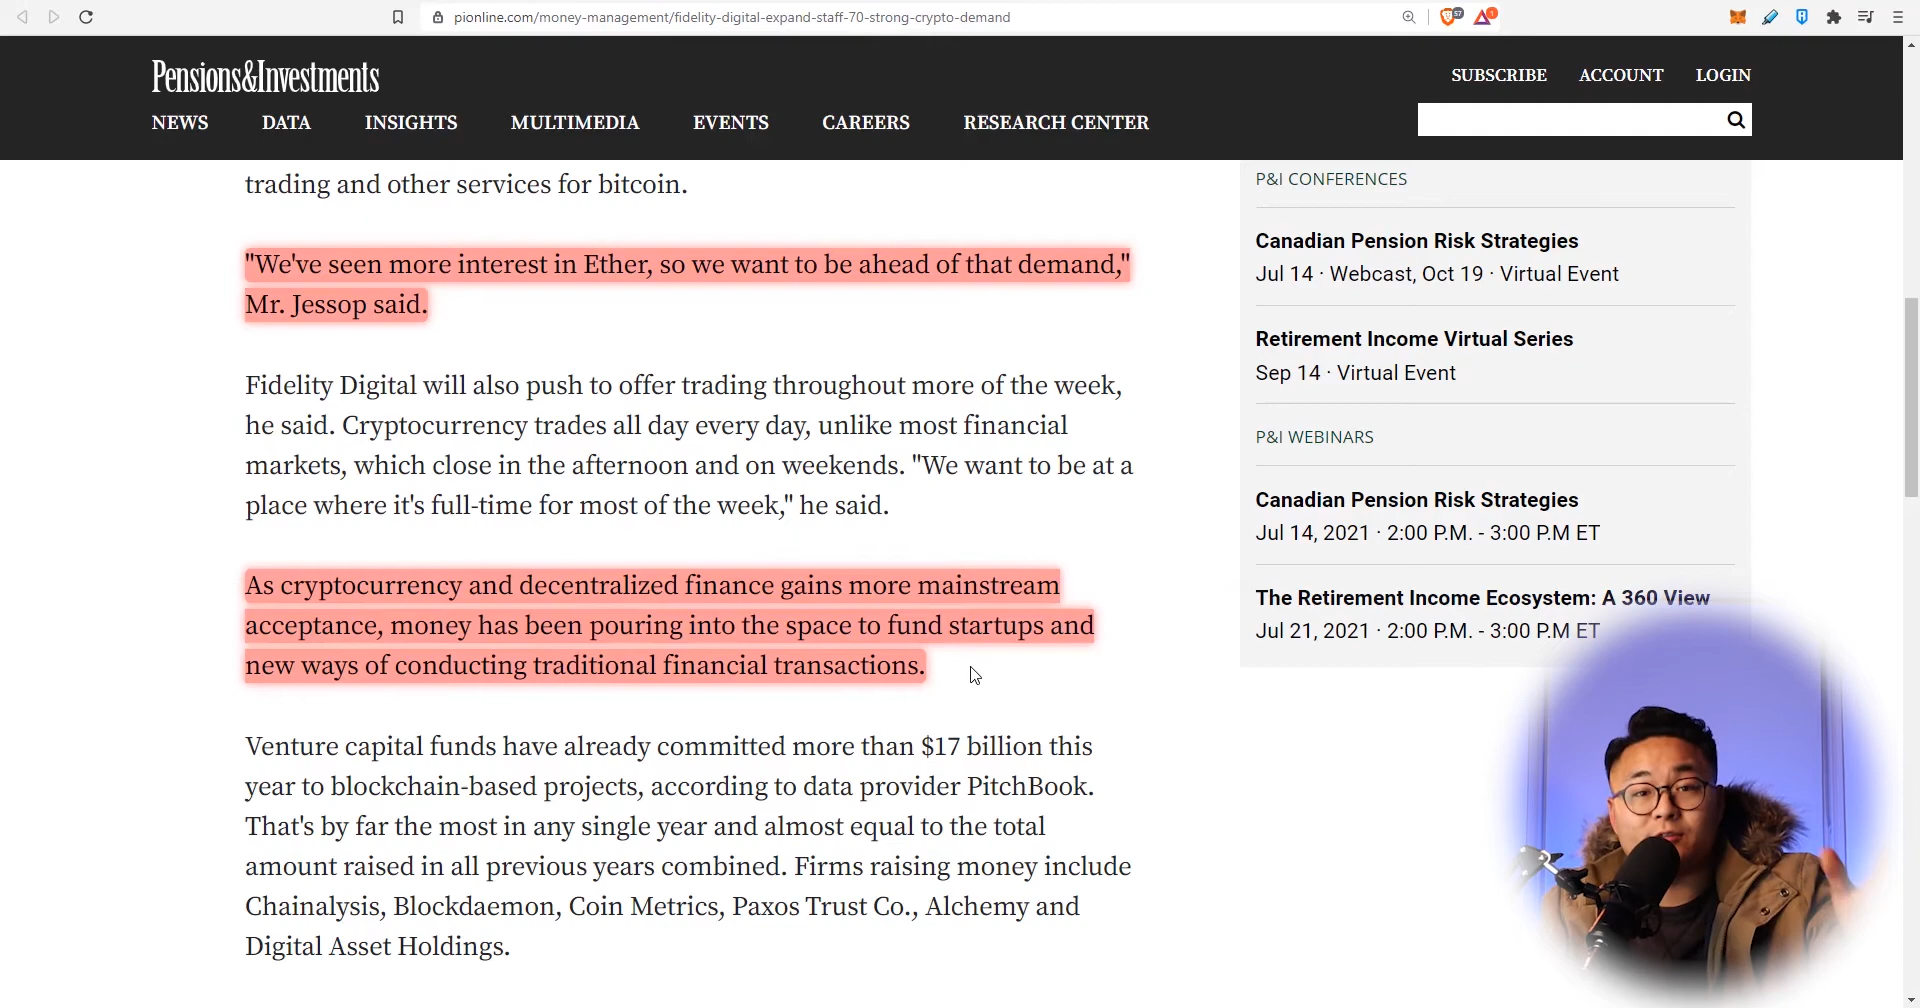 pionline.com/money-management/fidelity-digital-expand-staff-70-strong-crypto-demand
57
1
Pensions&Investments
SUBSCRIBE ACCOUNT LOGIN
NEWS DATA INSIGHTS MULTIMEDIA EVENTS CAREERS RESEARCH CENTER
trading and other services for bitcoin.
"We've seen more interest in Ether, so we want to be ahead of that demand,"
Mr. Jessop said.
Fidelity Digital will also push to offer trading throughout more of the week,
he said. Cryptocurrency trades all day every day, unlike most financial
markets, which close in the afternoon and on weekends. "We want to be at a
place where it's full-time for most of the week," he said.
As cryptocurrency and decentralized finance gains more mainstream
acceptance, money has been pouring into the space to fund startups and
new ways of conducting traditional financial transactions.
Venture capital funds have already committed more than $17 billion this
year to blockchain-based projects, according to data provider PitchBook.
That's by far the most in any single year and almost equal to the total
amount raised in all previous years combined. Firms raising money include
Chainalysis, Blockdaemon, Coin Metrics, Paxos Trust Co., Alchemy and
Digital Asset Holdings.
P&I CONFERENCES
Canadian Pension Risk Strategies
Jul 14 · Webcast, Oct 19 · Virtual Event
Retirement Income Virtual Series
Sep 14 · Virtual Event
P&I WEBINARS
Canadian Pension Risk Strategies
Jul 14, 2021 · 2:00 P.M. - 3:00 P.M ET
The Retirement Income Ecosystem: A 360 View
Jul 21, 2021 · 2:00 P.M. - 3:00 P.M ET